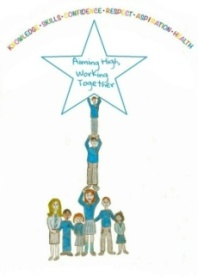 KNOWLEDGE • SKILLS • CONFIDENCE • RESPECT • ASPIRATION • HEALTH
Aiming High,
Working
Together